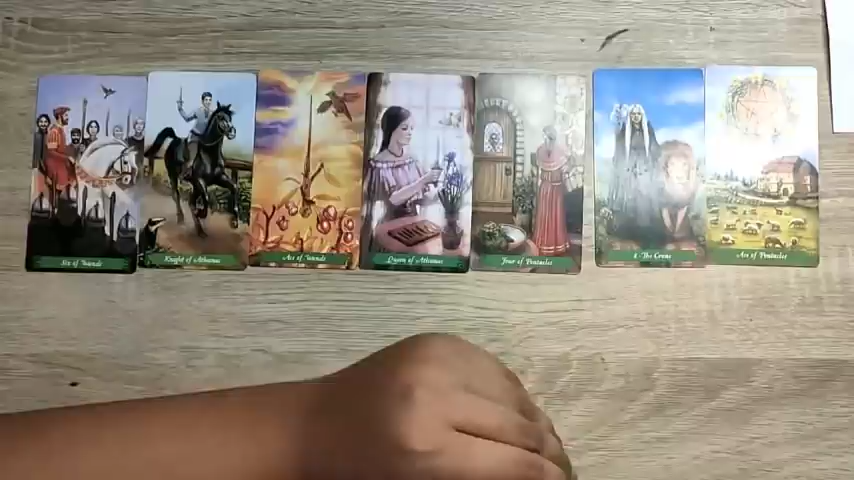 Six of Wands
Knight of Athames
Ace of Wands
Queen of Athames
Four of Pentacles
8 - The Crone
Ace of Pentacles